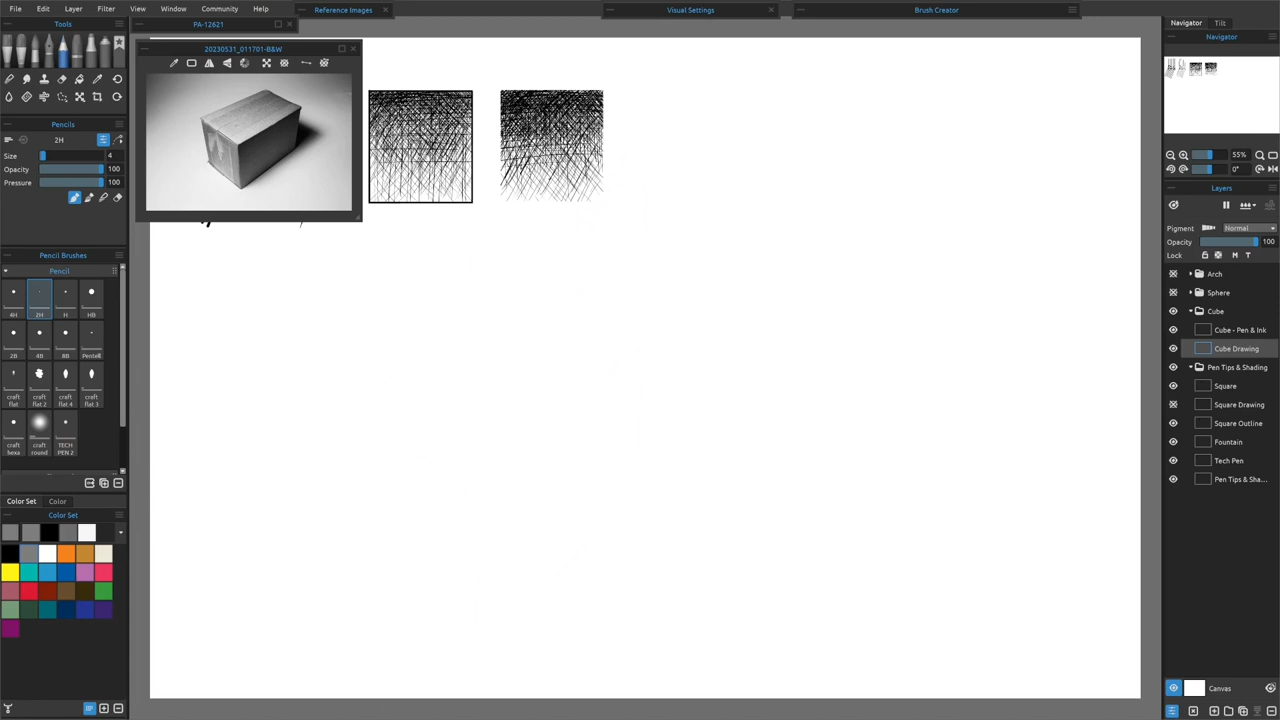 File Edit Layer Filter View Window Community Help
Reference Images
Visual Settings
Brush Creator
Tools
PA-12621
20230531_011701-B&W
Pencils
2H
Size 4
Opacity 100
Pressure 100
Pencil Brushes
Pencil
4H 2H H HB
2B 4B 8B Pentell
craft flat craft flat 2 craft flat 4 craft flat 3
craft hexa craft round TECH PEN 2
Color Set Color
Color Set
Navigator Tilt
Navigator
55%
0°
Layers
Pigment Normal
Opacity 100
Lock M T
Arch
Sphere
Cube
Cube - Pen & Ink
Cube Drawing
Pen Tips & Shading
Square
Square Drawing
Square Outline
Fountain
Tech Pen
Pen Tips & Sha...
Canvas